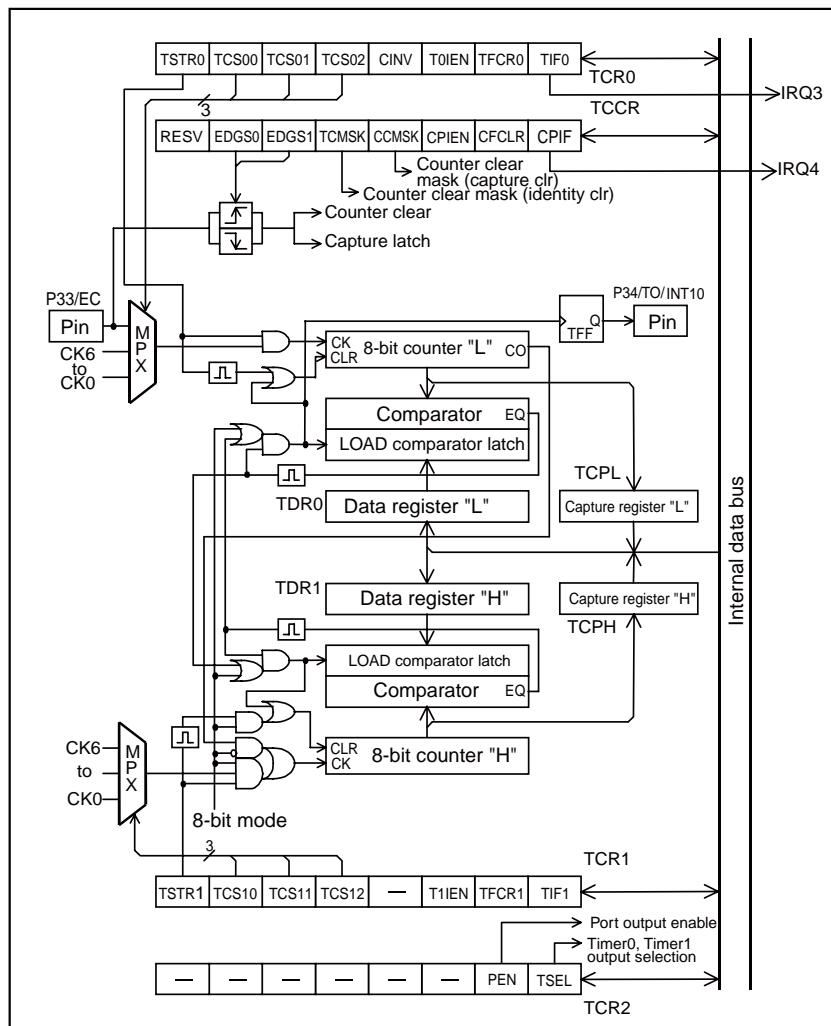 TSTR0 TCS00 TCS01 TCS02 CINV T0IEN TFCR0 TIF0
TCR0
3
TCCR
IRQ3
RESV EDGS0 EDGS1 TCMSK CCMSK CPIEN CFCLR CPIF
Counter clear
mask (capture clr)
IRQ4
Counter clear mask (identity clr)
Counter clear
Capture latch
P33/EC
Pin
MPX
CK6
to
CK0
P34/TO/INT10
TFF Q
Pin
CK
CLR
8-bit counter "L"
CO
Comparator EQ
LOAD comparator latch
TCPL
TDR0
Data register "L"
Capture register "L"
Internal data bus
TDR1
Data register "H"
Capture register "H"
TCPH
LOAD comparator latch
Comparator EQ
CLR
CK
8-bit counter "H"
CK6
to
CK0
MPX
8-bit mode
3
TCR1
TSTR1 TCS10 TCS11 TCS12 — T1IEN TFCR1 TIF1
Port output enable
Timer0, Timer1
output selection
— — — — — — PEN TSEL
TCR2